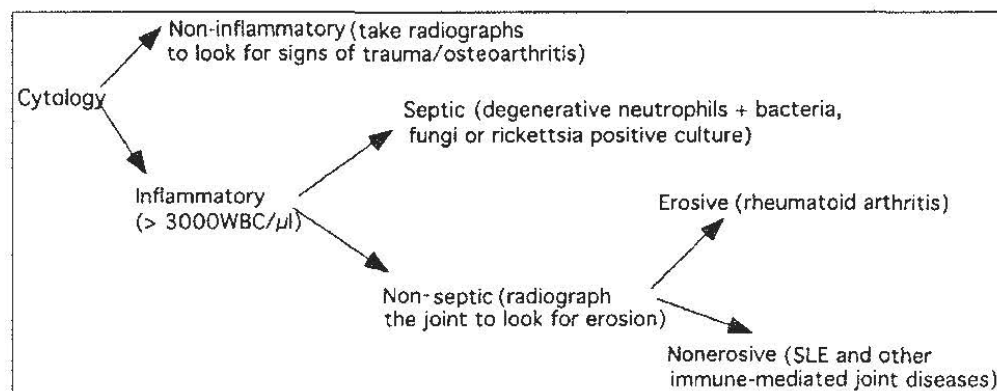 Non-inflammatory (take radiographs
to look for signs of trauma/osteoarthritis)
Cytology
Septic (degenerative neutrophils + bacteria,
fungi or rickettsia positive culture)
Inflammatory
(> 3000WBC/µl)
Erosive (rheumatoid arthritis)
Non-septic (radiograph
the joint to look for erosion)
Nonerosive (SLE and other
immune-mediated joint diseases)